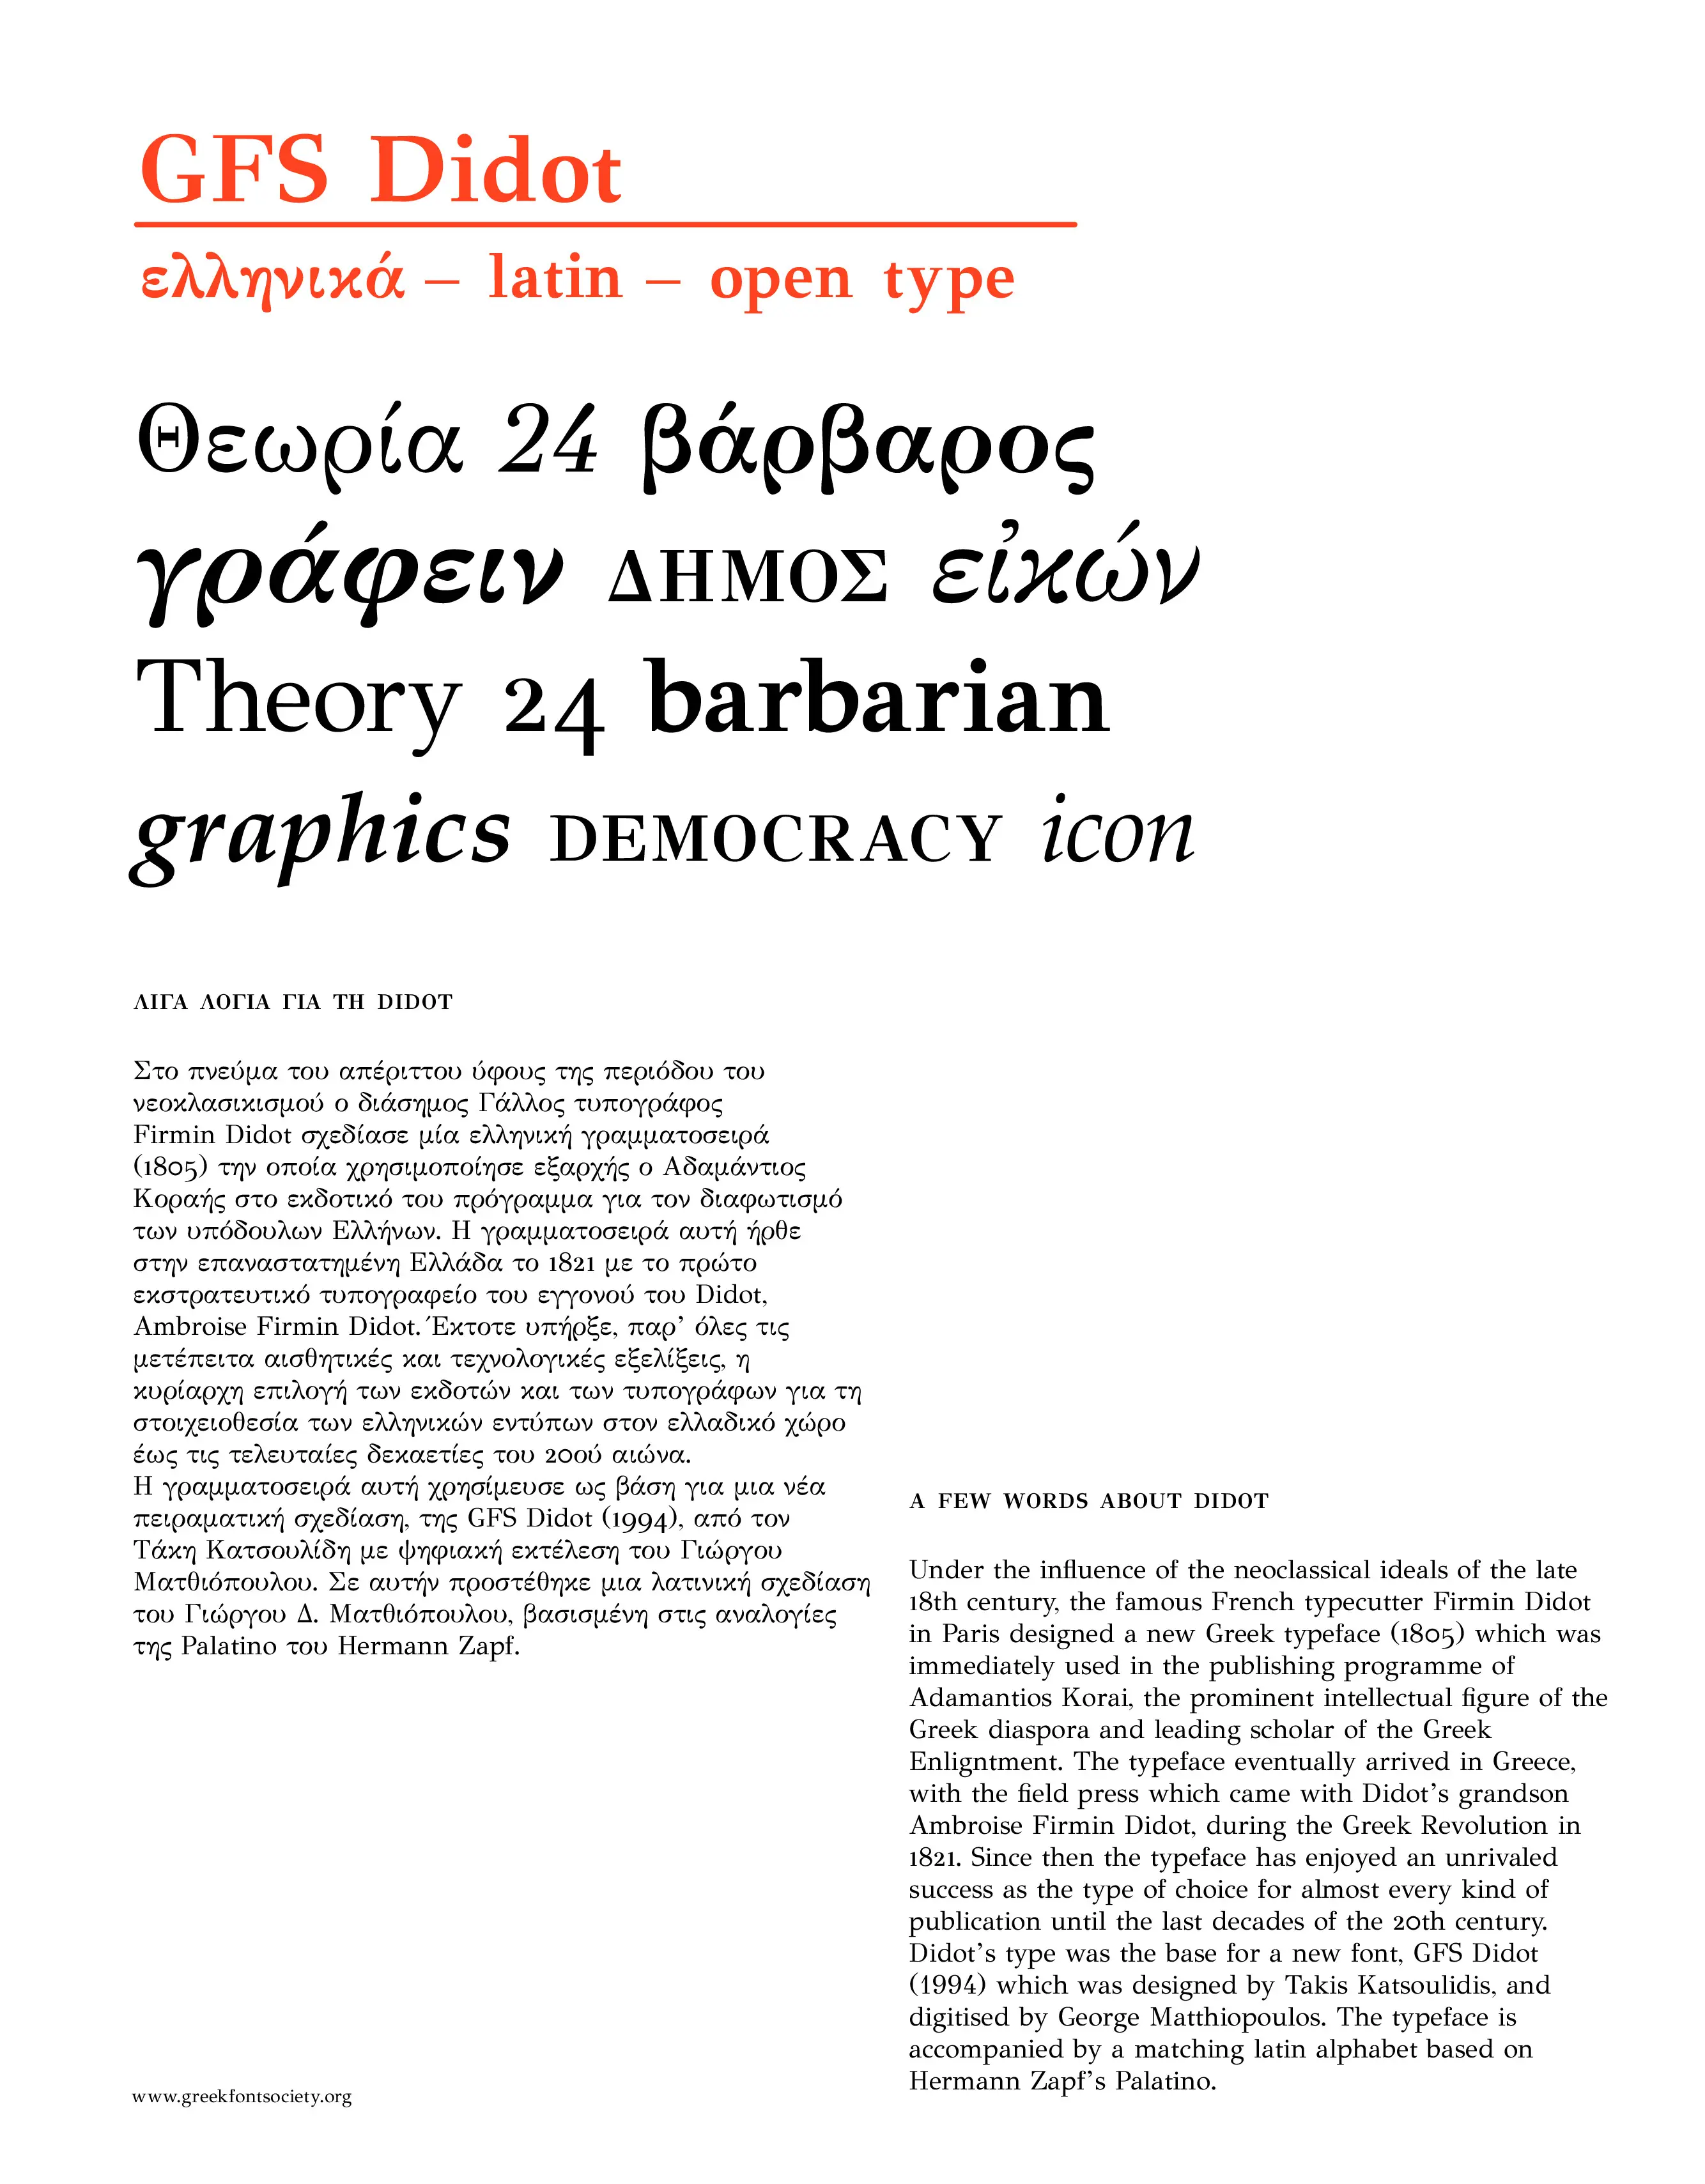 GFS Didot
ελληνικά – latin – open type
Θεωρία 24 βάρβαρος
γράφειν ΔΗΜΟΣ εἰκών
Theory 24 barbarian
graphics DEMOCRACY icon
ΛΙΓΑ ΛΟΓΙΑ ΓΙΑ ΤΗ DIDOT
Στο πνεύμα του απέριττου ύφους της περιόδου του
νεοκλασικισμού ο διάσημος Γάλλος τυπογράφος
Firmin Didot σχεδίασε μία ελληνική γραμματοσειρά
(1805) την οποία χρησιμοποίησε εξαρχής ο Αδαμάντιος
Κοραής στο εκδοτικό του πρόγραμμα για τον διαφωτισμό
των υπόδουλων Ελλήνων. Η γραμματοσειρά αυτή ήρθε
στην επαναστατημένη Ελλάδα το 1821 με το πρώτο
εκστρατευτικό τυπογραφείο του εγγονού του Didot,
Ambroise Firmin Didot. Έκτοτε υπήρξε, παρ’ όλες τις
μετέπειτα αισθητικές και τεχνολογικές εξελίξεις, η
κυρίαρχη επιλογή των εκδοτών και των τυπογράφων για τη
στοιχειοθεσία των ελληνικών εντύπων στον ελλαδικό χώρο
έως τις τελευταίες δεκαετίες του 20ού αιώνα.
Η γραμματοσειρά αυτή χρησίμευσε ως βάση για μια νέα
πειραματική σχεδίαση, της GFS Didot (1994), από τον
Τάκη Κατσουλίδη με ψηφιακή εκτέλεση του Γιώργου
Ματθιόπουλου. Σε αυτήν προστέθηκε μια λατινική σχεδίαση
του Γιώργου Δ. Ματθιόπουλου, βασισμένη στις αναλογίες
της Palatino του Hermann Zapf.
A FEW WORDS ABOUT DIDOT
Under the influence of the neoclassical ideals of the late
18th century, the famous French typecutter Firmin Didot
in Paris designed a new Greek typeface (1805) which was
immediately used in the publishing programme of
Adamantios Korai, the prominent intellectual figure of the
Greek diaspora and leading scholar of the Greek
Enligntment. The typeface eventually arrived in Greece,
with the field press which came with Didot’s grandson
Ambroise Firmin Didot, during the Greek Revolution in
1821. Since then the typeface has enjoyed an unrivaled
success as the type of choice for almost every kind of
publication until the last decades of the 20th century.
Didot’s type was the base for a new font, GFS Didot
(1994) which was designed by Takis Katsoulidis, and
digitised by George Matthiopoulos. The typeface is
accompanied by a matching latin alphabet based on
Hermann Zapf’s Palatino.
www.greekfontsociety.org